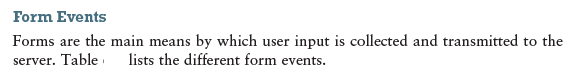 Form Events
Forms are the main means by which user input is collected and transmitted to the
server. Table lists the different form events.